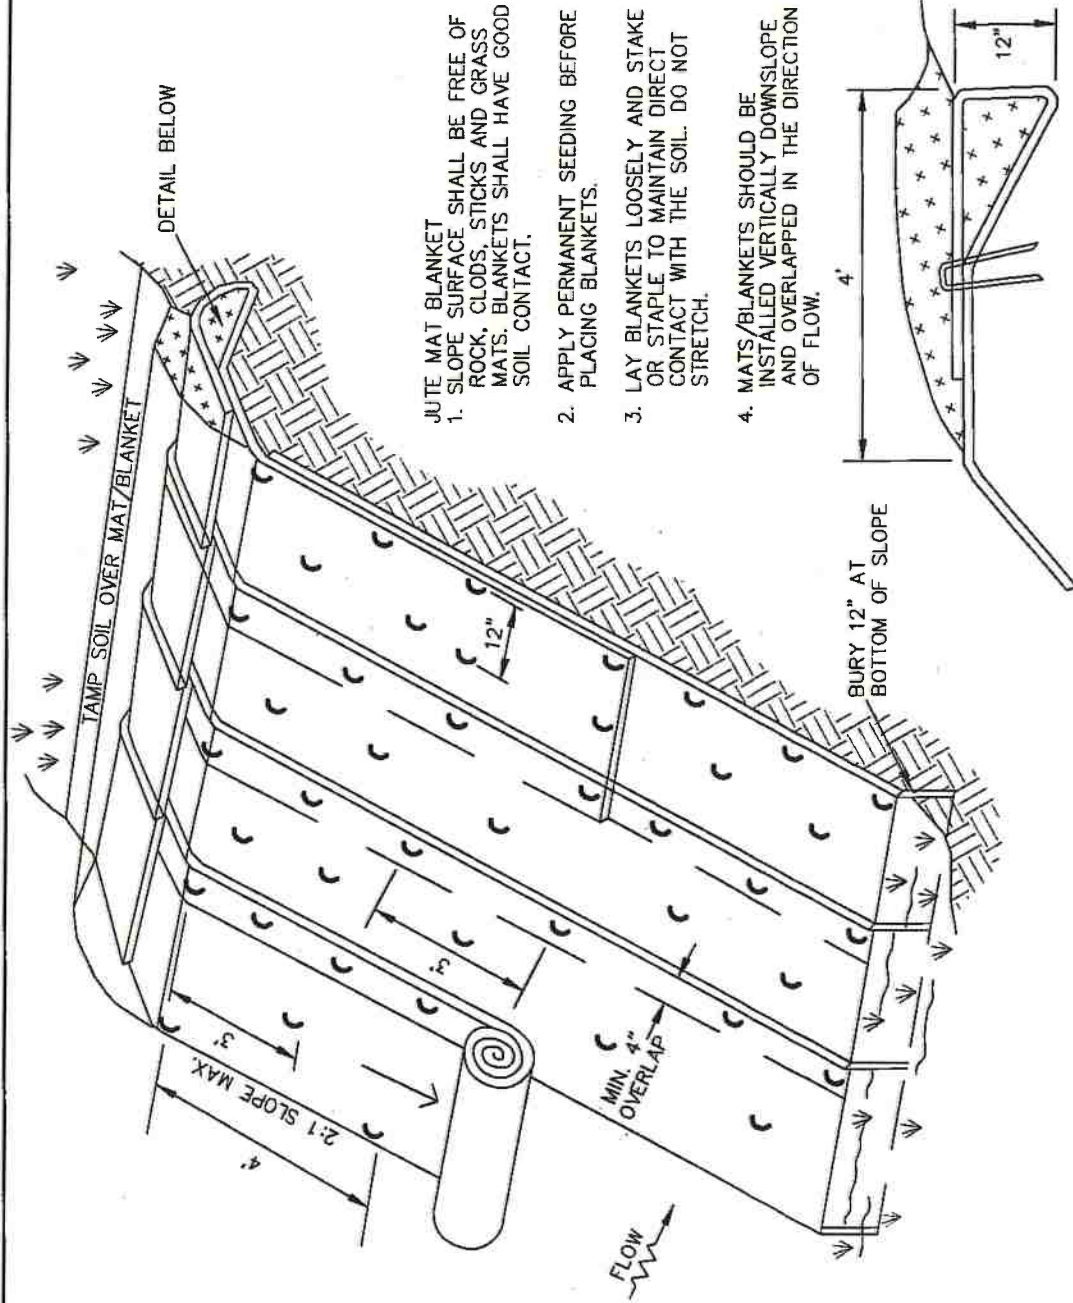 TAMP SOIL OVER MAT/BLANKET
DETAIL BELOW
JUTE MAT BLANKET
1. SLOPE SURFACE SHALL BE FREE OF
ROCK, CLODS, STICKS AND GRASS
MATS. BLANKETS SHALL HAVE GOOD
SOIL CONTACT.
2. APPLY PERMANENT SEEDING BEFORE
PLACING BLANKETS.
3. LAY BLANKETS LOOSELY AND STAKE
OR STAPLE TO MAINTAIN DIRECT
CONTACT WITH THE SOIL. DO NOT
STRETCH.
4. MATS/BLANKETS SHOULD BE
INSTALLED VERTICALLY DOWNSLOPE
AND OVERLAPPED IN THE DIRECTION
OF FLOW.
4'
2:1 SLOPE MAX.
3'
3'
12"
MIN. 4"
OVERLAP
FLOW
BURY 12" AT
BOTTOM OF SLOPE
4'
12"